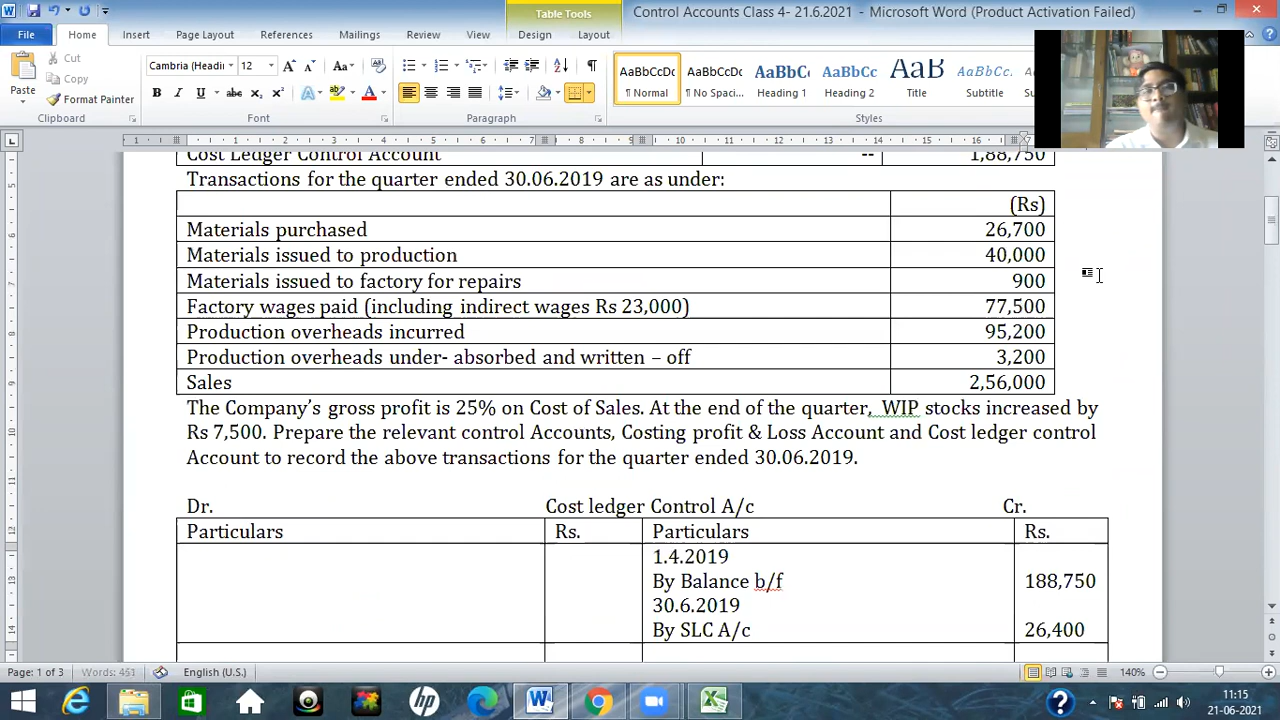 Table Tools
Control Accounts Class 4- 21.6.2021 - Microsoft Word (Product Activation Failed)
File Home Insert Page Layout References Mailings Review View Design Layout
Cut
Copy
Format Painter
Paste
Clipboard
Cambria (Headi 12
Font
Paragraph
AaBbCcDc AaBbCcDc AaBbCc AaBbCc AaB AaBbCcDc
¶ Normal ¶ No Spaci... Heading 1 Heading 2 Title Subtitle
Styles
Cost Ledger Control Account -- 1,88,750
Transactions for the quarter ended 30.06.2019 are as under:
(Rs)
Materials purchased 26,700
Materials issued to production 40,000
Materials issued to factory for repairs 900
Factory wages paid (including indirect wages Rs 23,000) 77,500
Production overheads incurred 95,200
Production overheads under- absorbed and written – off 3,200
Sales 2,56,000
The Company's gross profit is 25% on Cost of Sales. At the end of the quarter, WIP stocks increased by
Rs 7,500. Prepare the relevant control Accounts, Costing profit & Loss Account and Cost ledger control
Account to record the above transactions for the quarter ended 30.06.2019.
Dr. Cost ledger Control A/c Cr.
Particulars Rs. Particulars Rs.
1.4.2019
By Balance b/f 188,750
30.6.2019
By SLC A/c 26,400
Page: 1 of 3 Words: 451 English (U.S.) 140%
11:15
21-06-2021